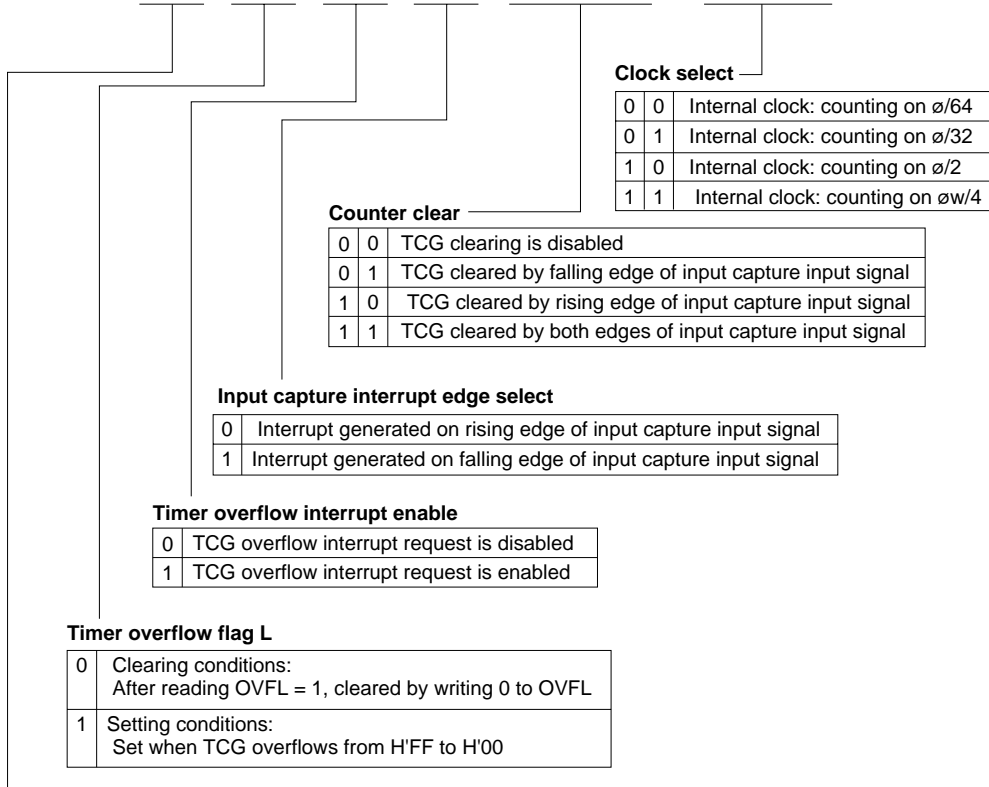 Clock select
0 0 Internal clock: counting on ø/64
0 1 Internal clock: counting on ø/32
1 0 Internal clock: counting on ø/2
1 1 Internal clock: counting on øw/4
Counter clear
0 0 TCG clearing is disabled
0 1 TCG cleared by falling edge of input capture input signal
1 0 TCG cleared by rising edge of input capture input signal
1 1 TCG cleared by both edges of input capture input signal
Input capture interrupt edge select
0 Interrupt generated on rising edge of input capture input signal
1 Interrupt generated on falling edge of input capture input signal
Timer overflow interrupt enable
0 TCG overflow interrupt request is disabled
1 TCG overflow interrupt request is enabled
Timer overflow flag L
0 Clearing conditions:
After reading OVFL = 1, cleared by writing 0 to OVFL
1 Setting conditions:
Set when TCG overflows from H'FF to H'00